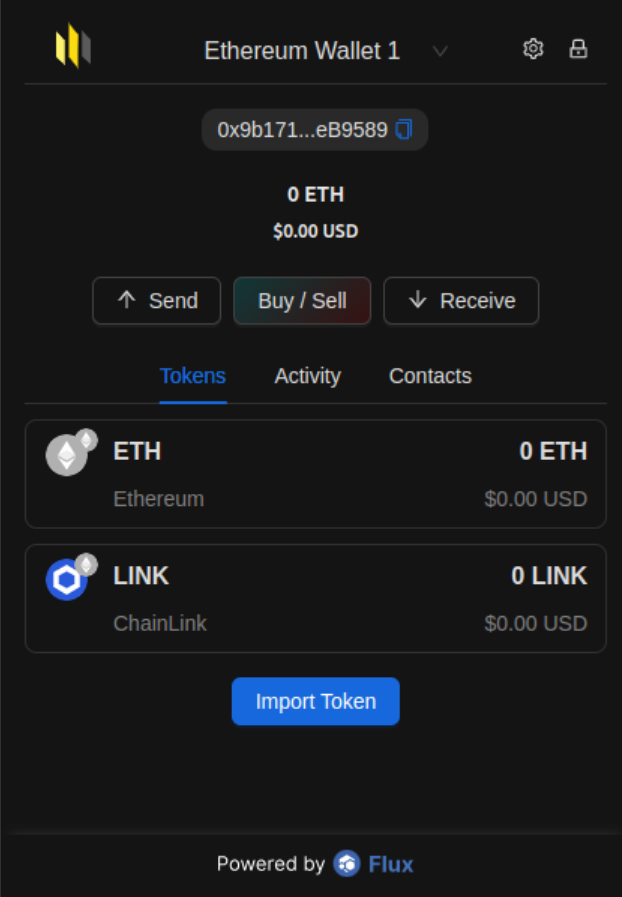 Ethereum Wallet 1
0x9b171...eB9589
0 ETH
$0.00 USD
Send Buy / Sell Receive
Tokens Activity Contacts
ETH 0 ETH
Ethereum $0.00 USD
LINK 0 LINK
ChainLink $0.00 USD
Import Token
Powered by Flux